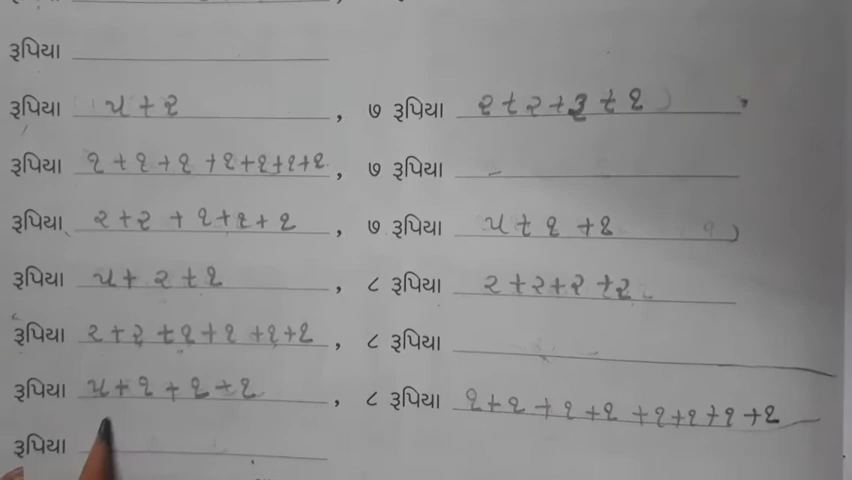 રૂપિયા
રૂપિયા ૫+૨ , ૭ રૂપિયા ૨+૨+૨+૧
રૂપિયા ૧+૧+૧+૧+૧+૧+૧ , ૭ રૂપિયા
રૂપિયા ૨+૨+૧+૧+૧ , ૭ રૂપિયા ૫+૧+૧
રૂપિયા ૫+૨+૧ , ૮ રૂપિયા ૨+૨+૨+૨
રૂપિયા ૨+૨+૧+૧+૧+૧ , ૮ રૂપિયા
રૂપિયા ૫+૧+૧+૧ , ૮ રૂપિયા ૧+૧+૧+૧+૧+૧+૧+૧
રૂપિયા